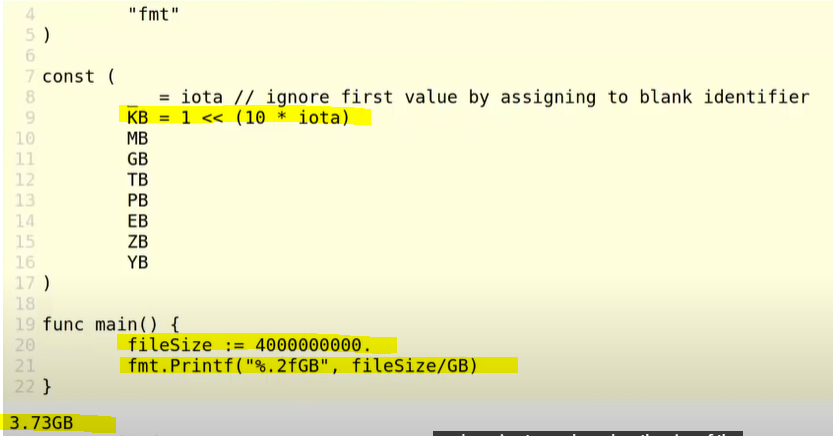 4 "fmt"
5 )
6
7 const (
8 _ = iota // ignore first value by assigning to blank identifier
9 KB = 1 << (10 * iota)
10 MB
11 GB
12 TB
13 PB
14 EB
15 ZB
16 YB
17 )
18
19 func main() {
20 fileSize := 4000000000.
21 fmt.Printf("%.2fGB", fileSize/GB)
22 }
3.73GB